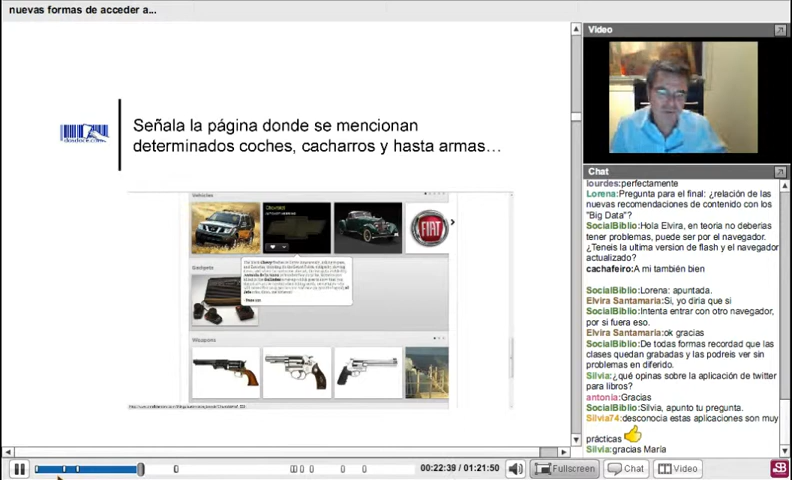 nuevas formas de acceder a...
Señala la página donde se mencionan
determinados coches, cacharros y hasta armas…
dosdoce.com
Vehicles
Chevrolet
FIAT
Gadgets
Weapons
Video
Chat
lourdes:perfectamente
Lorena:Pregunta para el final: ¿relación de las
nuevas recomendaciones de contenido con los
"Big Data"?
SocialBiblio:Hola Elvira, en teoria no deberias
tener problemas, puede ser por el navegador.
¿Teneis la ultima version de flash y el navegador
actualizado?
cachafeiro:A mi también bien
SocialBiblio:Lorena: apuntada.
Elvira Santamaria:Si, yo diria que si
SocialBiblio:Intenta entrar con otro navegador,
por si fuera eso.
Elvira Santamaria:ok gracias
SocialBiblio:De todas formas recordad que las
clases quedan grabadas y las podreis ver sin
problemas en diferido.
Silvia:¿qué opinas sobre la aplicación de twitter
para libros?
antonia:Gracias
SocialBiblio:Silvia, apunto tu pregunta.
Silvia74:desconocia estas aplicaciones son muy
prácticas
Silvia:gracias María
00:22:39 / 01:21:50
Fullscreen
Chat
Video
SB